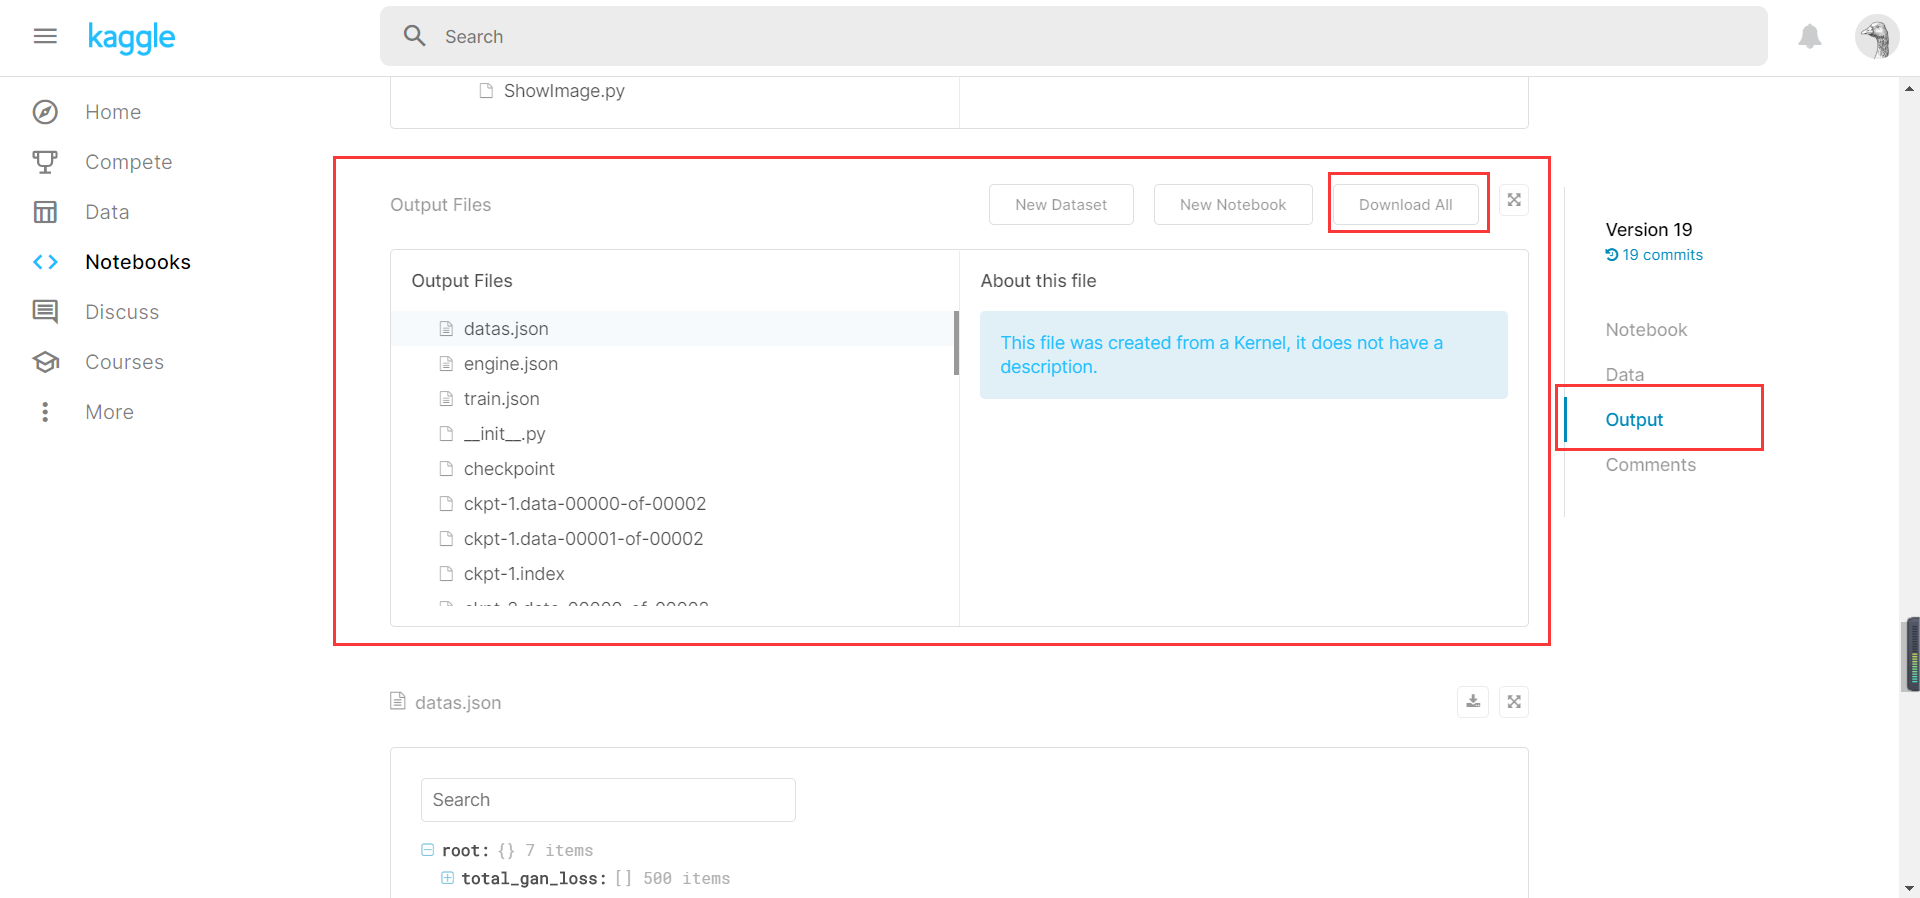 kaggle
Search
Home
Compete
Data
Notebooks
Discuss
Courses
More
ShowImage.py
Output Files
New Dataset
New Notebook
Download All
Output Files
datas.json
engine.json
train.json
__init__.py
checkpoint
ckpt-1.data-00000-of-00002
ckpt-1.data-00001-of-00002
ckpt-1.index
About this file
This file was created from a Kernel, it does not have a
description.
Version 19
19 commits
Notebook
Data
Output
Comments
datas.json
Search
root: {} 7 items
total_gan_loss: [] 500 items